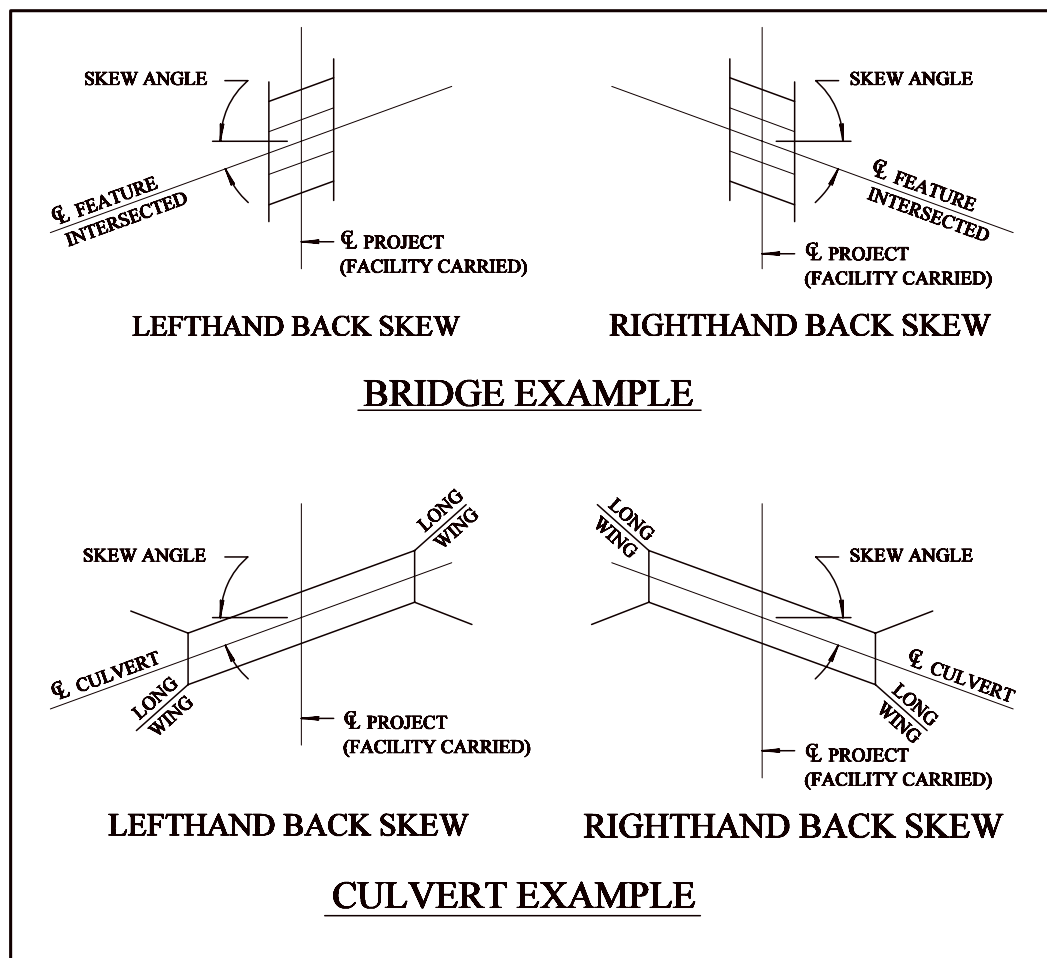 SKEW ANGLE
℄ FEATURE
INTERSECTED
℄ PROJECT
(FACILITY CARRIED)
LEFTHAND BACK SKEW
SKEW ANGLE
℄ FEATURE
INTERSECTED
℄ PROJECT
(FACILITY CARRIED)
RIGHTHAND BACK SKEW
BRIDGE EXAMPLE
LONG
WING
SKEW ANGLE
℄ CULVERT
LONG
WING
℄ PROJECT
(FACILITY CARRIED)
LEFTHAND BACK SKEW
LONG
WING
SKEW ANGLE
℄ CULVERT
LONG
WING
℄ PROJECT
(FACILITY CARRIED)
RIGHTHAND BACK SKEW
CULVERT EXAMPLE